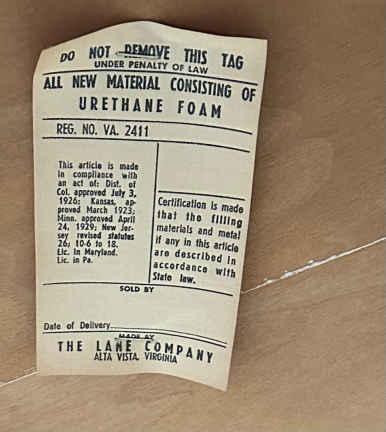 DO NOT REMOVE THIS TAG
UNDER PENALTY OF LAW
ALL NEW MATERIAL CONSISTING OF
URETHANE FOAM
REG. NO. VA. 2411
This article is made
in compliance with
an act of: Dist. of
Col. approved July 3,
1926; Kansas, ap-
proved March 1923;
Minn. approved April
24, 1929; New Jer-
sey revised statutes
26; 10-6 to 18.
Lic. in Maryland.
Lic. in Pa.
Certification is made
that the filling
materials and metal
if any in this article
are described in
accordance with
State law.
SOLD BY
Date of Delivery
MADE BY
THE LANE COMPANY
ALTA VISTA, VIRGINIA